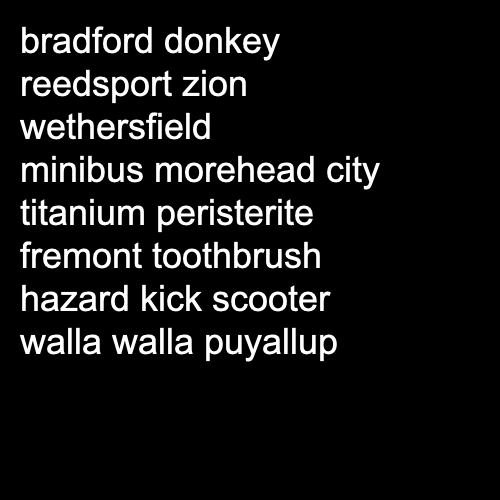 bradford donkey
reedsport zion
wethersfield
minibus morehead city
titanium peristerite
fremont toothbrush
hazard kick scooter
walla walla puyallup